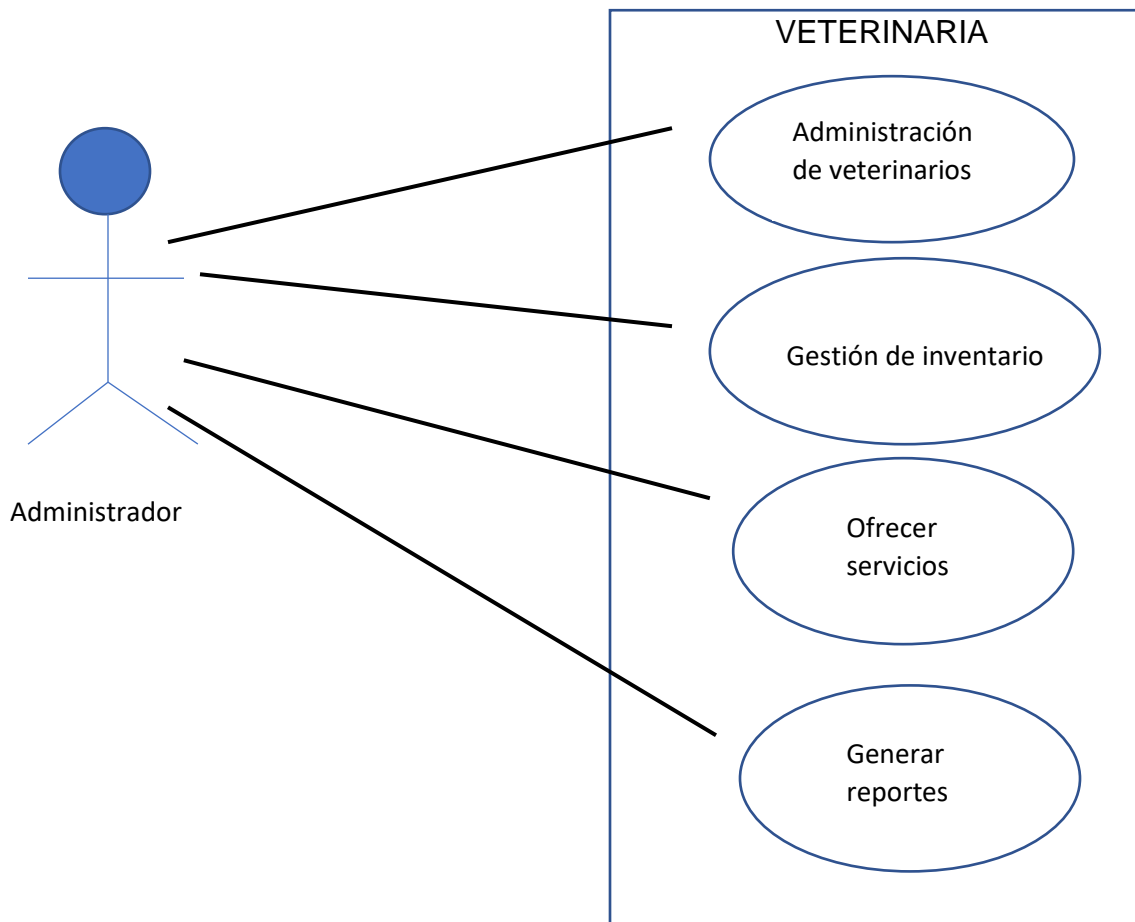 VETERINARIA
Administración
de veterinarios
Gestión de inventario
Administrador
Ofrecer
servicios
Generar
reportes